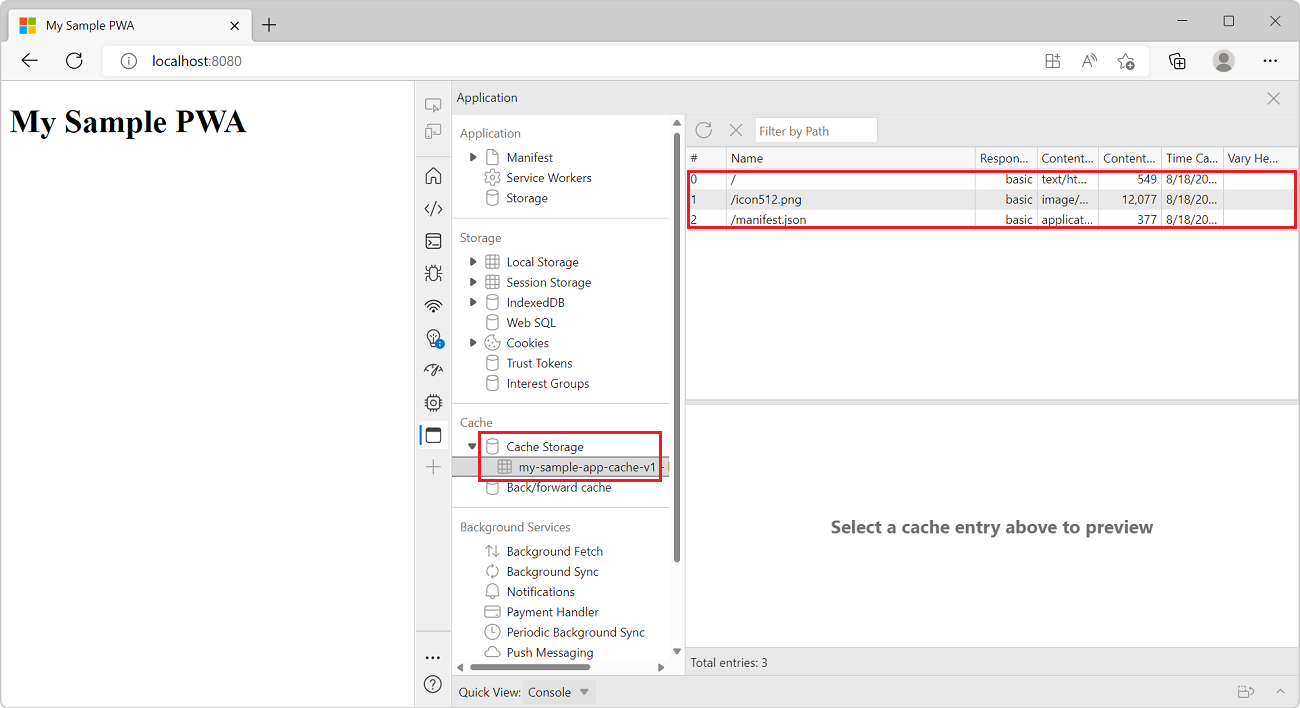 My Sample PWA
localhost:8080
My Sample PWA
Application
Application
Manifest
Service Workers
Storage
Storage
Local Storage
Session Storage
IndexedDB
Web SQL
Cookies
Trust Tokens
Interest Groups
Cache
Cache Storage
my-sample-app-cache-v1 -
Back/forward cache
Background Services
Background Fetch
Background Sync
Notifications
Payment Handler
Periodic Background Sync
Push Messaging
Filter by Path
# Name Respon... Content... Content... Time Ca... Vary He...
0 / basic text/ht... 549 8/18/20...
1 /icon512.png basic image/... 12,077 8/18/20...
2 /manifest.json basic applicat... 377 8/18/20...
Select a cache entry above to preview
Total entries: 3
Quick View: Console